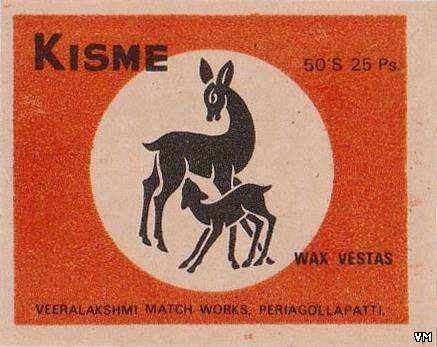 KISME
50'S 25 Ps.
WAX VESTAS
VEERALAKSHMI MATCH WORKS, PERIAGOLLAPATTI.
VM